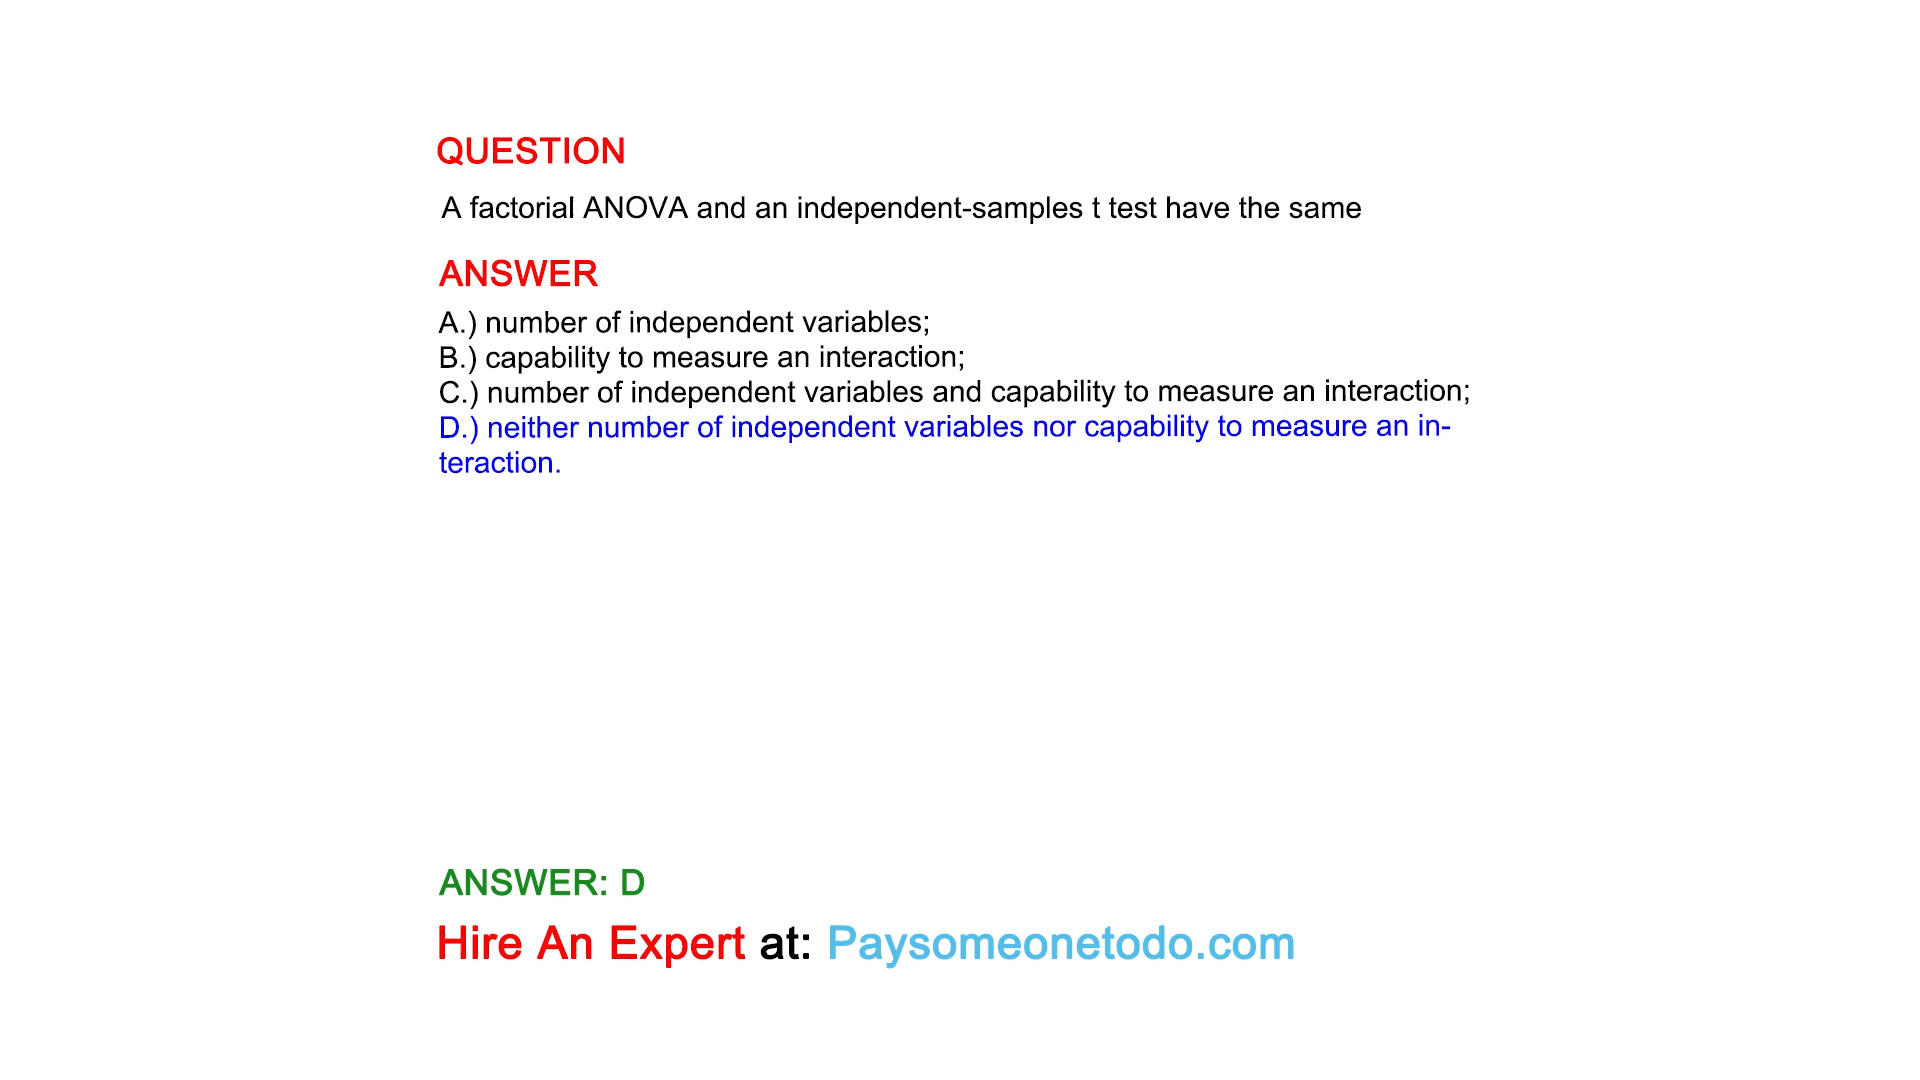 QUESTION
A factorial ANOVA and an independent-samples t test have the same
ANSWER
A.) number of independent variables;
B.) capability to measure an interaction;
C.) number of independent variables and capability to measure an interaction;
D.) neither number of independent variables nor capability to measure an in-
teraction.
ANSWER: D
Hire An Expert at: Paysomeonetodo.com